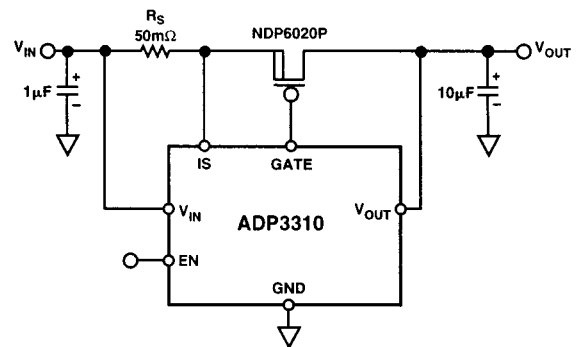 R_S
50mΩ
NDP6020P
V_IN
V_OUT
1μF
+
−
+
−
10μF
IS
GATE
V_IN
ADP3310
V_OUT
EN
GND